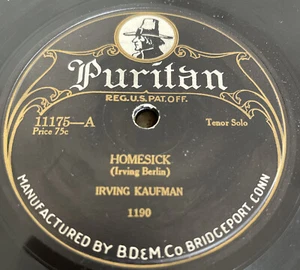 Puritan
REG. U.S. PAT. OFF.
11175—A
Price 75c
Tenor Solo
HOMESICK
(Irving Berlin)
IRVING KAUFMAN
1190
MANUFACTURED BY B.D.&M. CO BRIDGEPORT, CONN